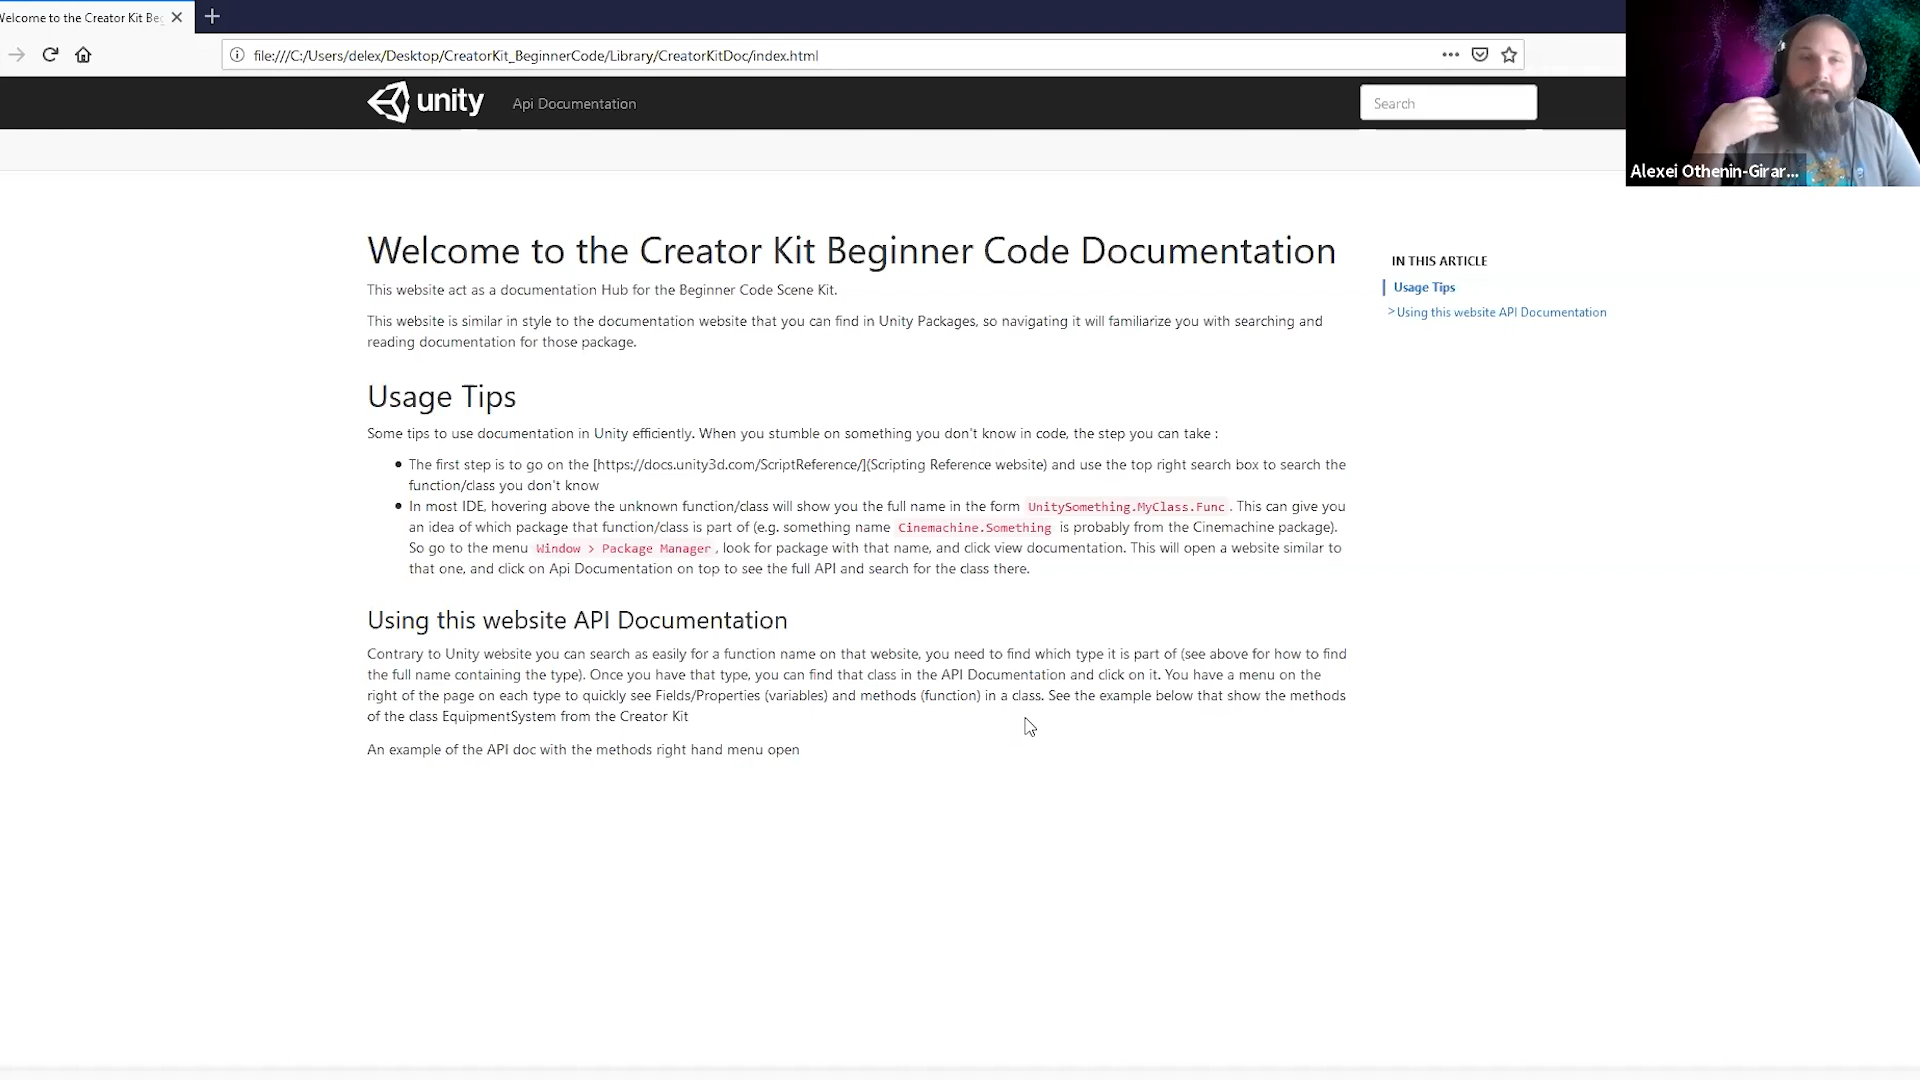 Welcome to the Creator Kit Be
file:///C:/Users/delex/Desktop/CreatorKit_BeginnerCode/Library/CreatorKitDoc/index.html
unity
Api Documentation
Search
Alexei Othenin-Girar...
Welcome to the Creator Kit Beginner Code Documentation
This website act as a documentation Hub for the Beginner Code Scene Kit.
This website is similar in style to the documentation website that you can find in Unity Packages, so navigating it will familiarize you with searching and
reading documentation for those package.
IN THIS ARTICLE
Usage Tips
> Using this website API Documentation
Usage Tips
Some tips to use documentation in Unity efficiently. When you stumble on something you don't know in code, the step you can take :
• The first step is to go on the [https://docs.unity3d.com/ScriptReference/](Scripting Reference website) and use the top right search box to search the
function/class you don't know
• In most IDE, hovering above the unknown function/class will show you the full name in the form UnitySomething.MyClass.Func . This can give you
an idea of which package that function/class is part of (e.g. something name Cinemachine.Something is probably from the Cinemachine package).
So go to the menu Window > Package Manager , look for package with that name, and click view documentation. This will open a website similar to
that one, and click on Api Documentation on top to see the full API and search for the class there.
Using this website API Documentation
Contrary to Unity website you can search as easily for a function name on that website, you need to find which type it is part of (see above for how to find
the full name containing the type). Once you have that type, you can find that class in the API Documentation and click on it. You have a menu on the
right of the page on each type to quickly see Fields/Properties (variables) and methods (function) in a class. See the example below that show the methods
of the class EquipmentSystem from the Creator Kit
An example of the API doc with the methods right hand menu open